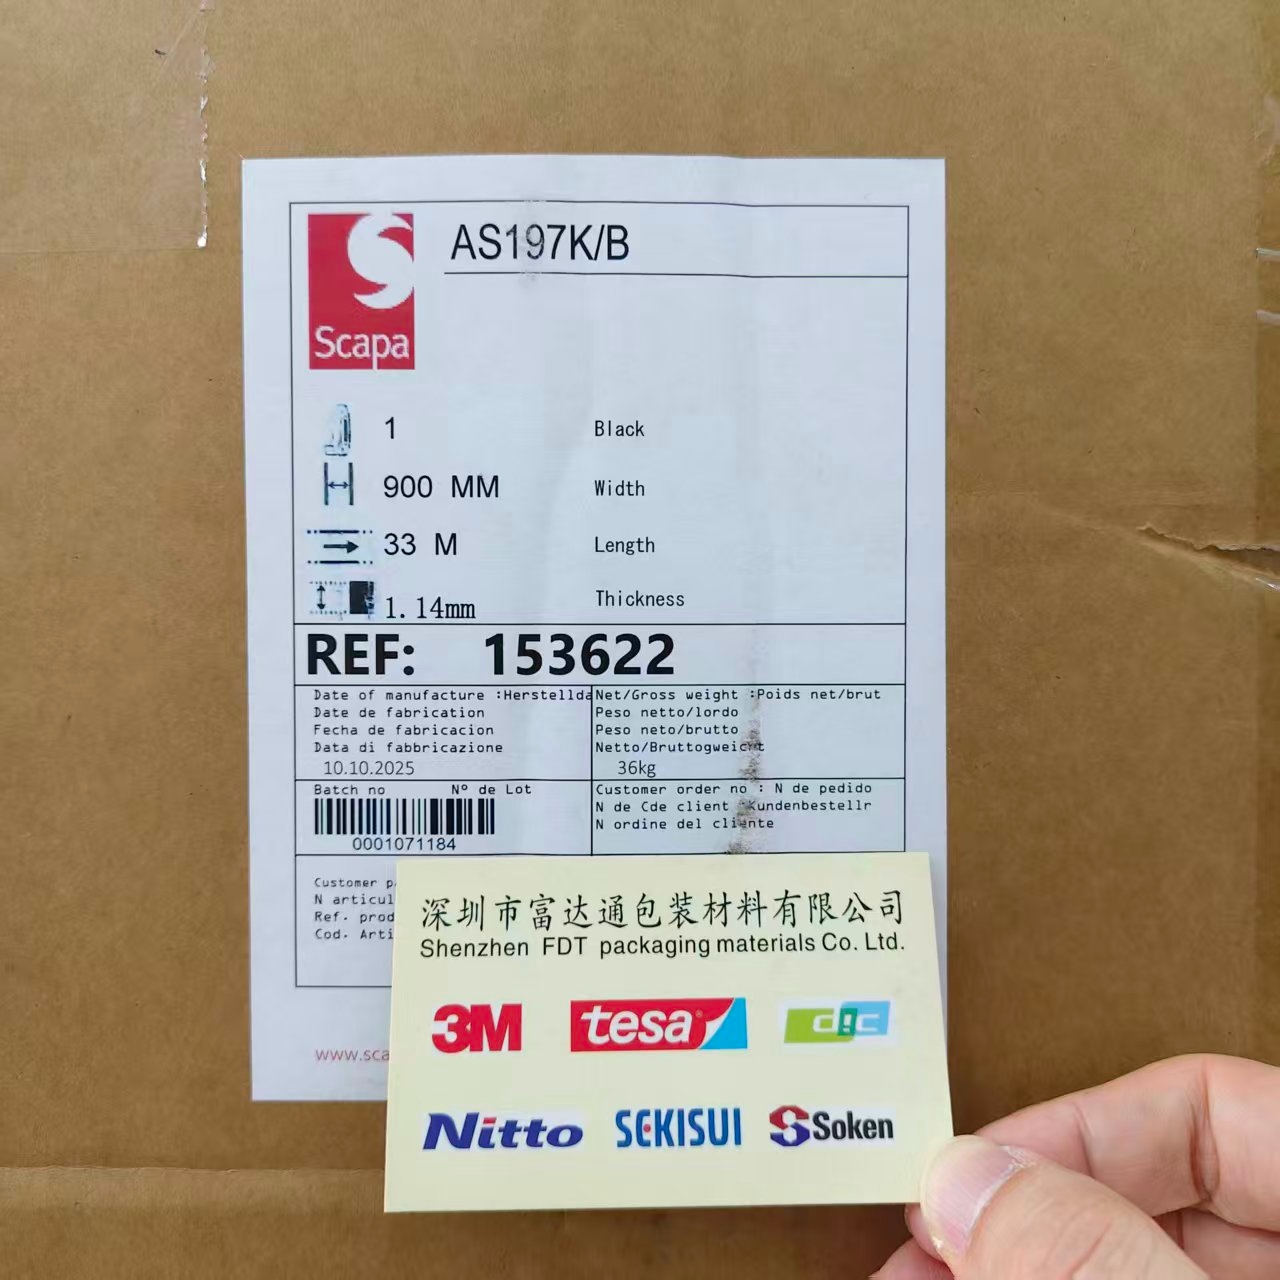 AS197K/B
Scapa
1 Black
900 MM Width
33 M Length
1.14mm Thickness
REF: 153622
Date of manufacture :Herstellda
Date de fabrication
Fecha de fabricacion
Data di fabbricazione
10.10.2025
Net/Gross weight :Poids net/brut
Peso netto/lordo
Peso neto/brutto
Netto/Bruttogweicht
36kg
Batch no Nº de Lot
0001071184
Customer order no : N de pedido
N de Cde client :Kundenbestellr
N ordine del cliente
Customer p
N articul
Ref. prod
Cod. Arti
www.sca
深圳市富达通包装材料有限公司
Shenzhen FDT packaging materials Co. Ltd.
3M tesa dic
Nitto SEKISUI Soken